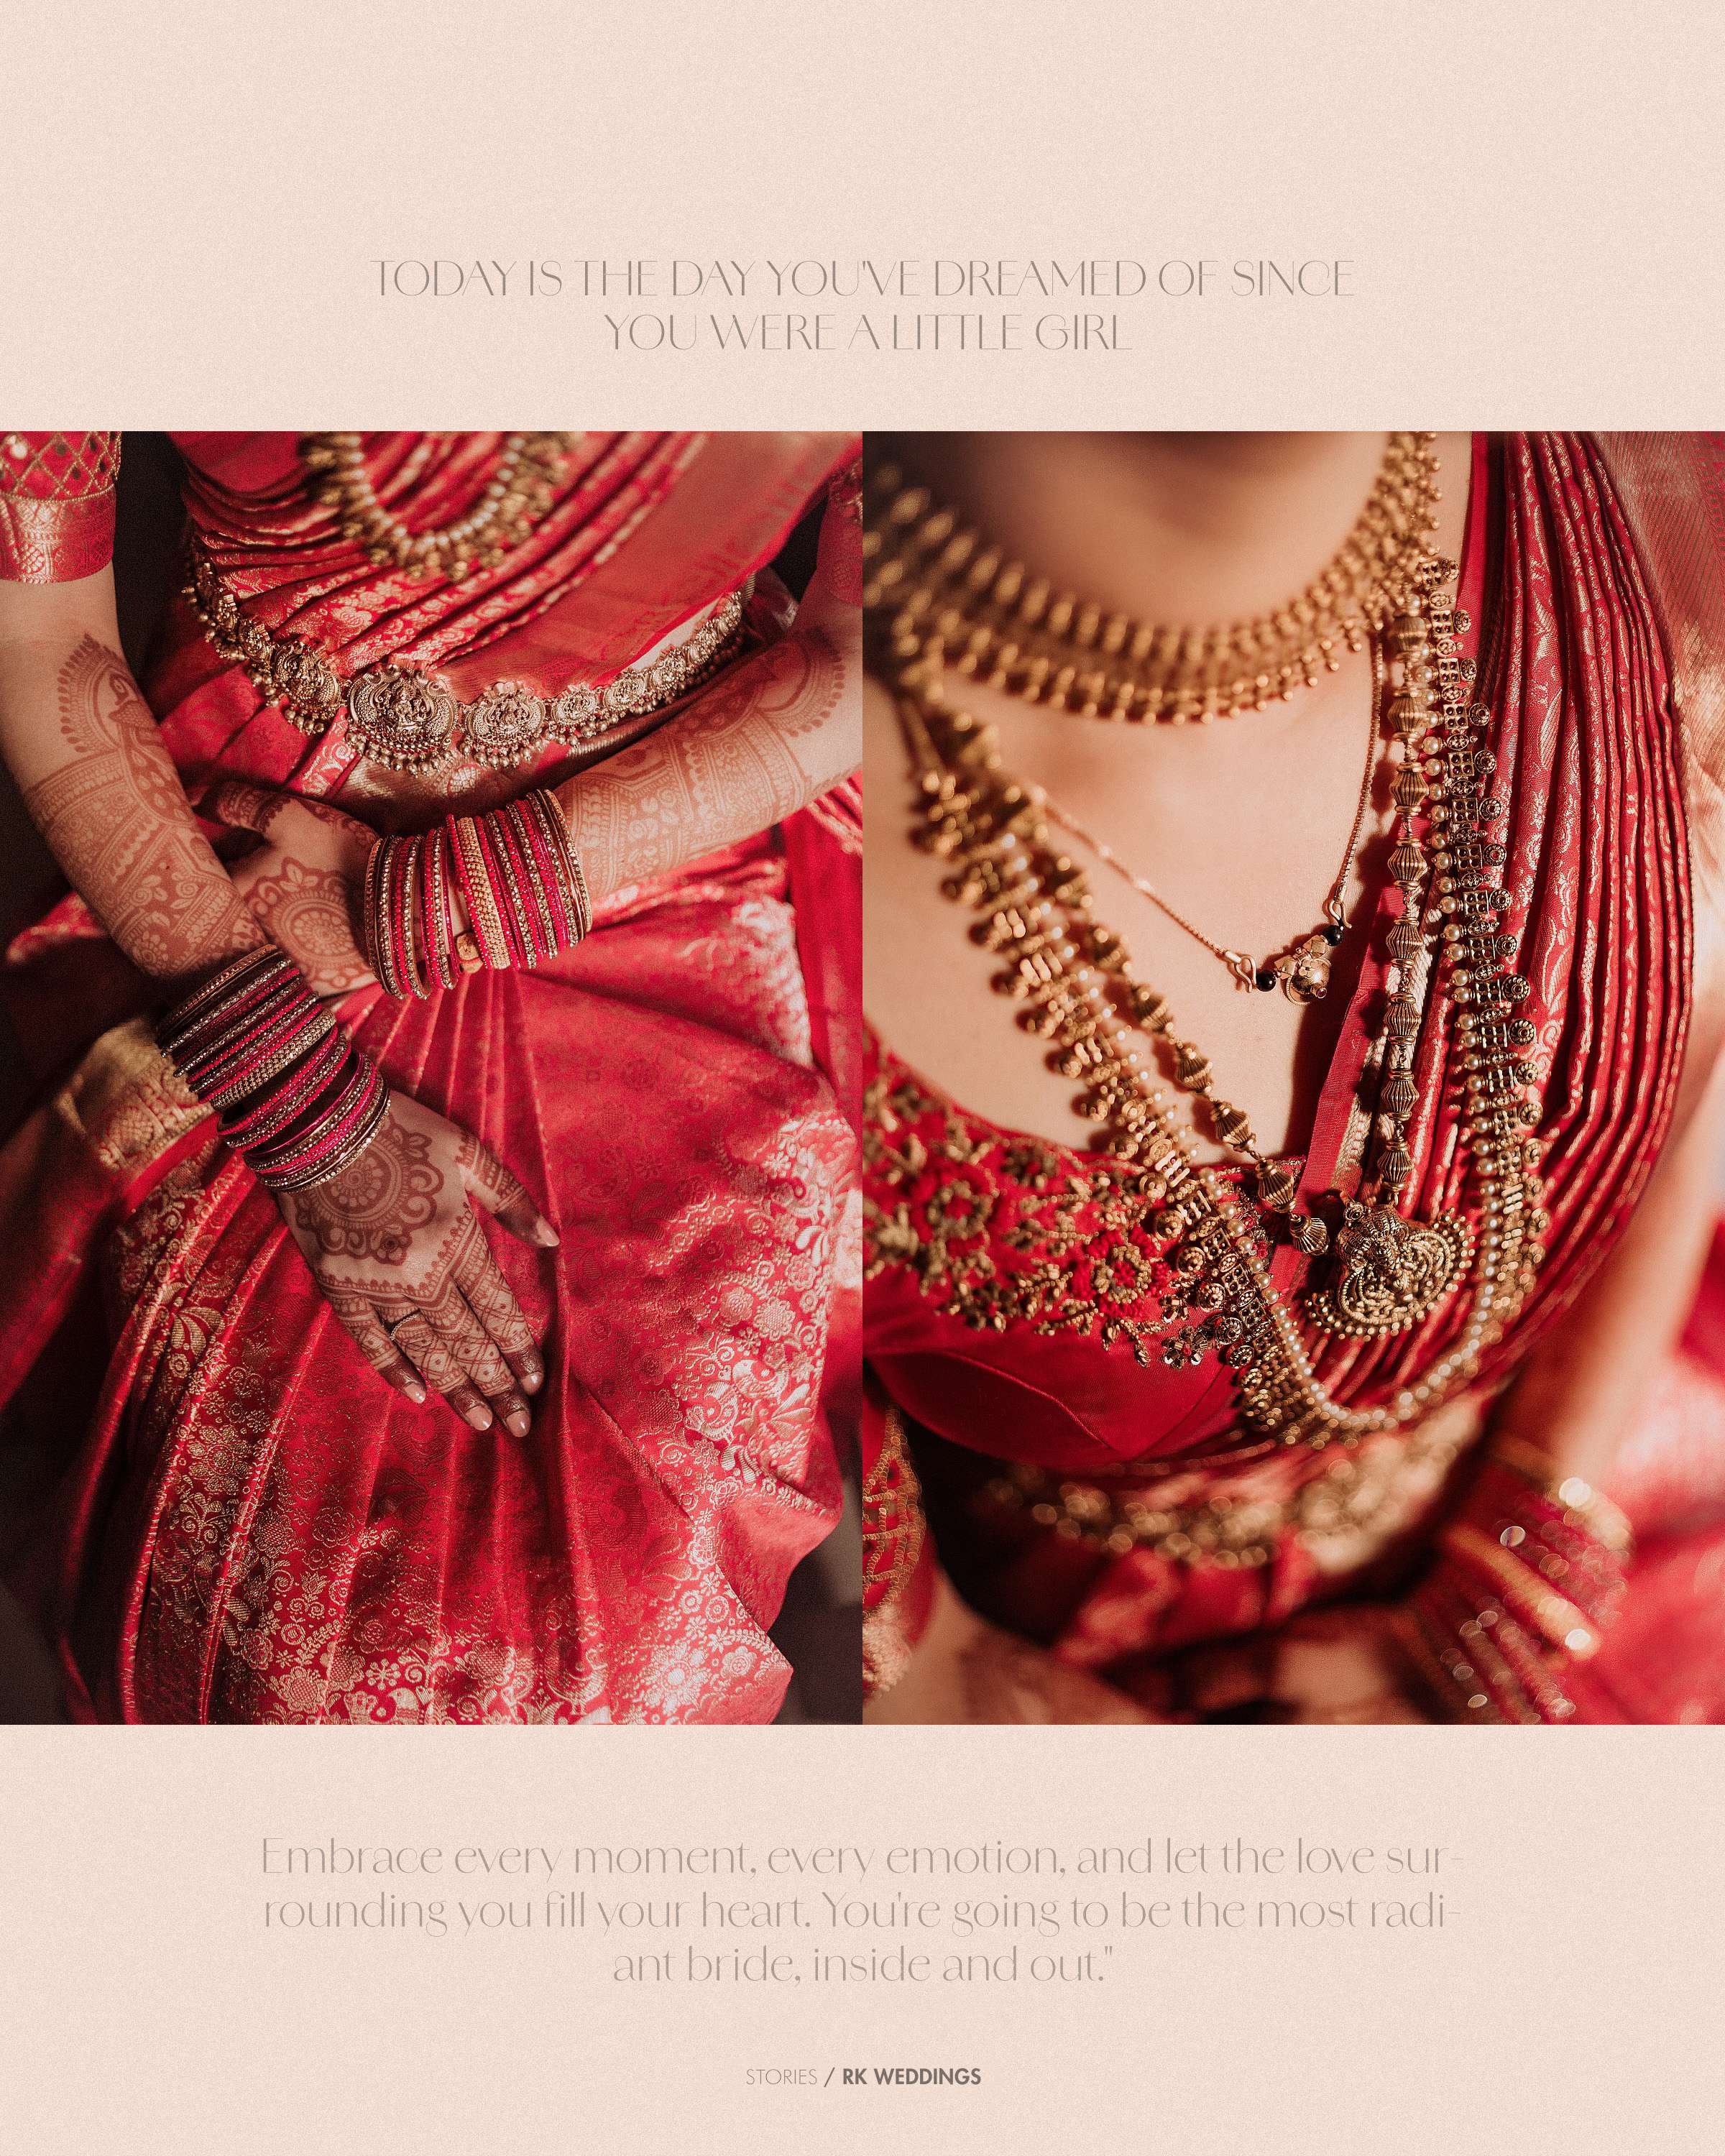 TODAY IS THE DAY YOU'VE DREAMED OF SINCE
YOU WERE A LITTLE GIRL
Embrace every moment, every emotion, and let the love sur-
rounding you fill your heart. You're going to be the most radi-
ant bride, inside and out."
STORIES / RK WEDDINGS